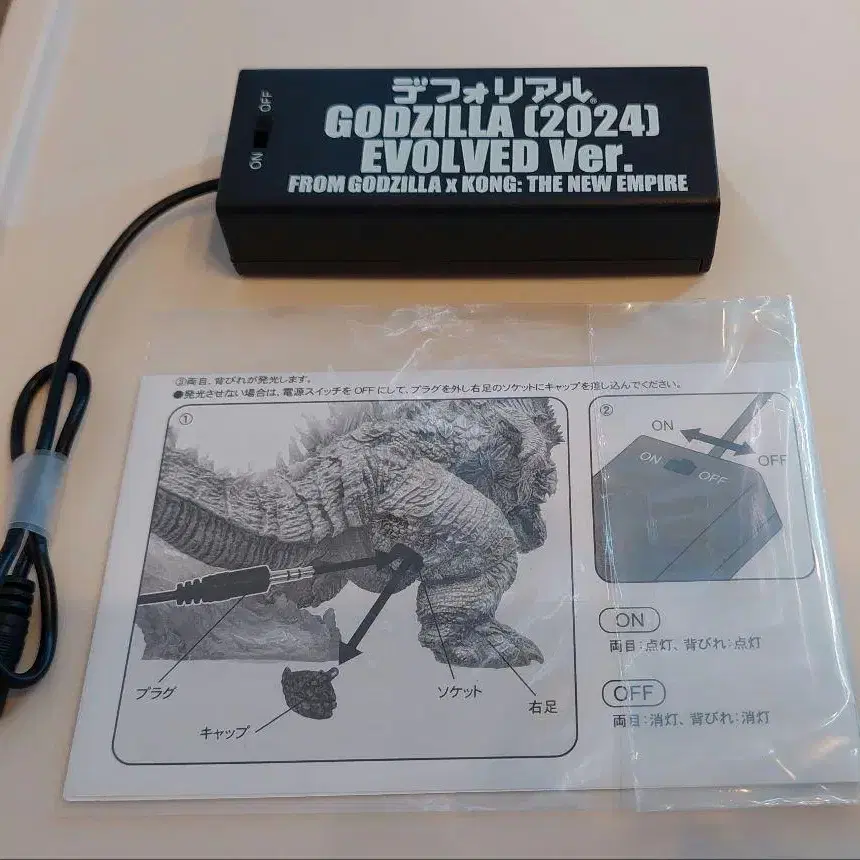 デフォリアル®
GODZILLA (2024)
EVOLVED Ver.
FROM GODZILLA x KONG: THE NEW EMPIRE
OFF
ON
③両目、背びれが発光します。
●発光させない場合は、電源スイッチを OFF にして、プラグを外し右足のソケットにキャップを差し込んでください。
①
プラグ
キャップ
ソケット
右足
②
ON
OFF
ON
OFF
ON
両目:点灯、背びれ:点灯
OFF
両目:消灯、背びれ:消灯